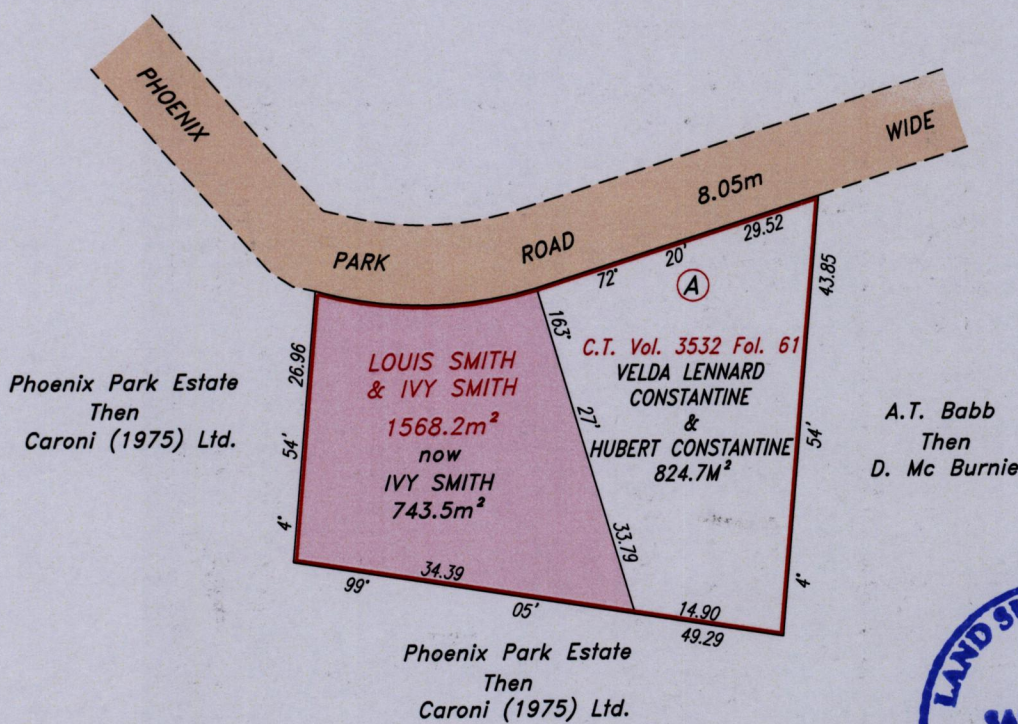 PHOENIX
PARK
ROAD
8.05m
WIDE
72° 20' 29.52
A
163° 27' 33.79
43.85
54'
4°
26.96
54'
4°
C.T. Vol. 3532 Fol. 61
VELDA LENNARD
CONSTANTINE
&
HUBERT CONSTANTINE
824.7M²
LOUIS SMITH
& IVY SMITH
1568.2m²
now
IVY SMITH
743.5m²
Phoenix Park Estate
Then
Caroni (1975) Ltd.
A.T. Babb
Then
D. Mc Burnie
34.39
99° 05'
14.90
49.29
Phoenix Park Estate
Then
Caroni (1975) Ltd.
LAND